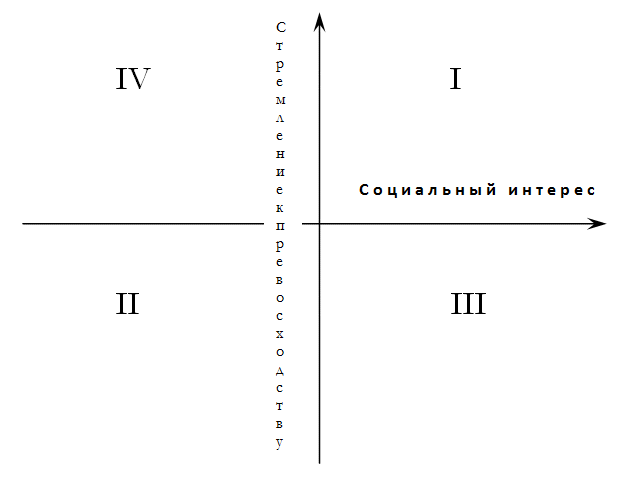 Стремление к превосходству
IV
I
Социальный интерес
II
III